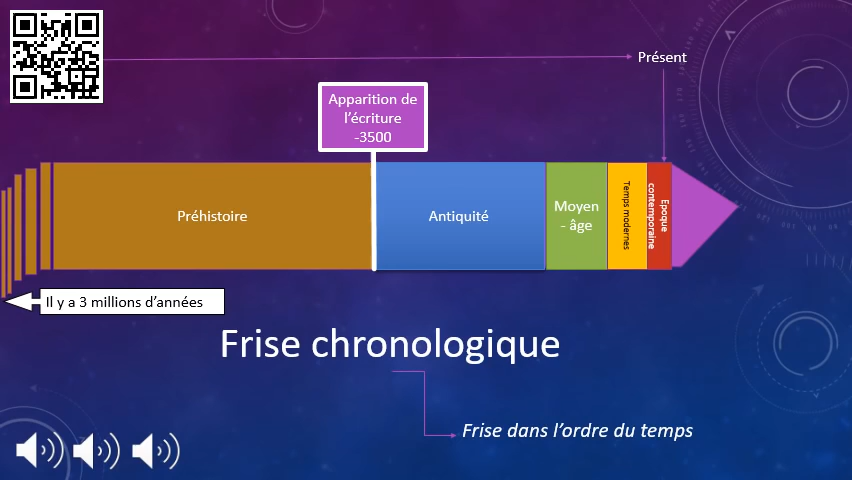 Présent
Apparition de
l’écriture
-3500
Préhistoire
Antiquité
Moyen
- âge
Temps modernes
Epoque
contemporaine
Il y a 3 millions d’années
Frise chronologique
Frise dans l’ordre du temps